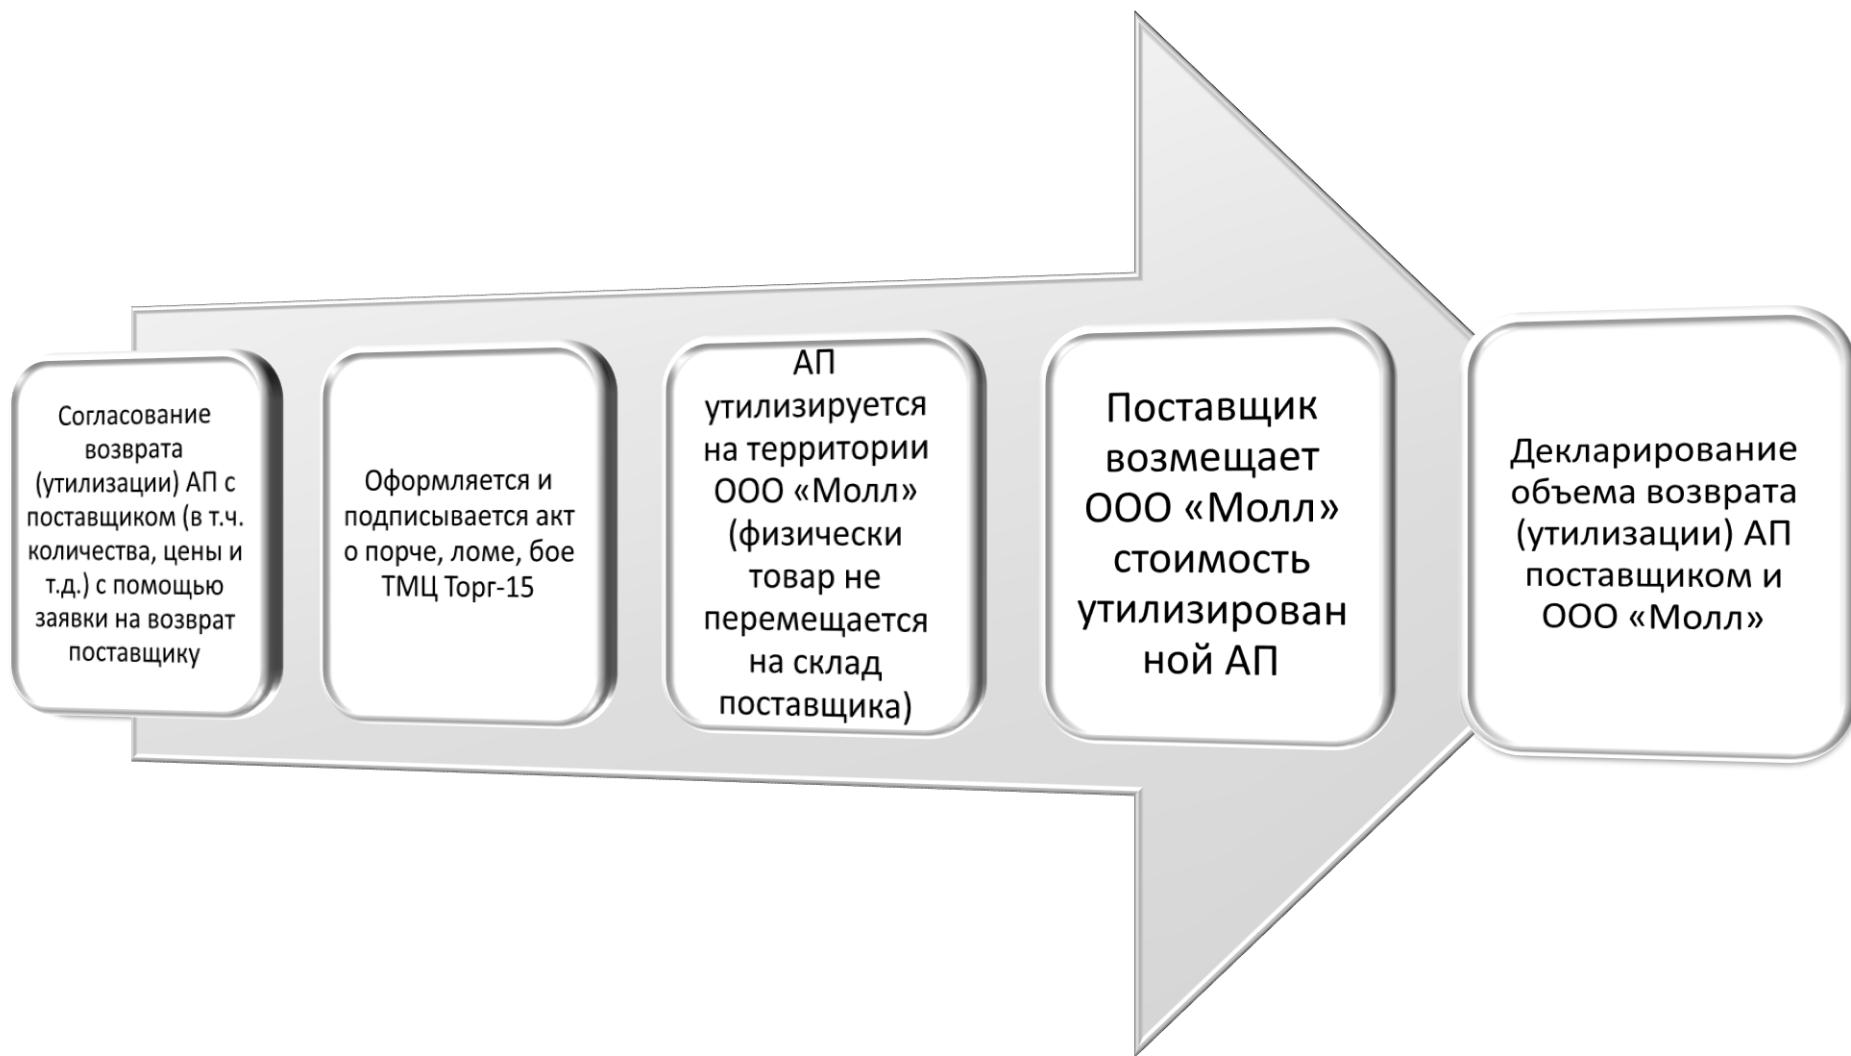 Согласование
возврата
(утилизации) АП с
поставщиком (в т.ч.
количества, цены и
т.д.) с помощью
заявки на возврат
поставщику
Оформляется и
подписывается акт
о порче, ломе, бое
ТМЦ Торг-15
АП
утилизируется
на территории
ООО «Молл»
(физически
товар не
перемещается
на склад
поставщика)
Поставщик
возмещает
ООО «Молл»
стоимость
утилизирован
ной АП
Декларирование
объема возврата
(утилизации) АП
поставщиком и
ООО «Молл»